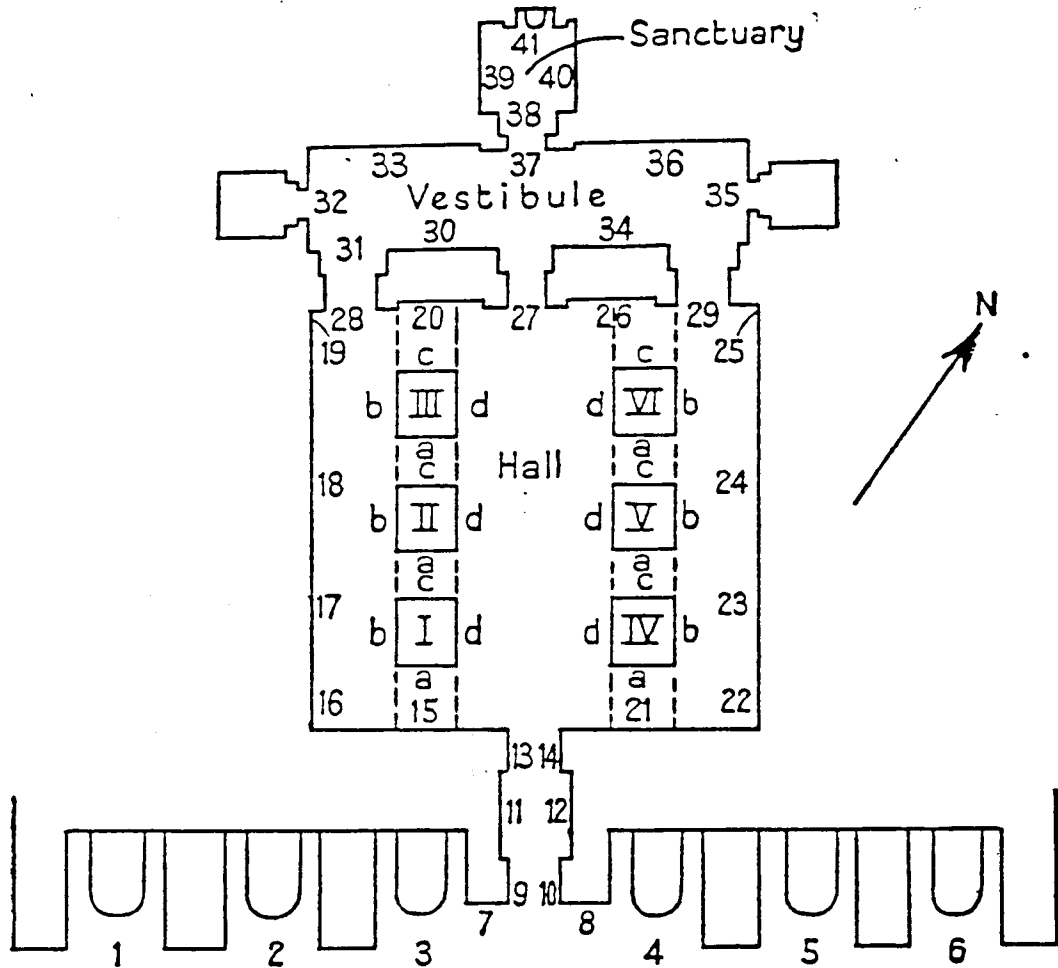 41
Sanctuary
39 40
38
33 37 36
32 Vestibule 35
31 30 34
28 20 27 26 29
19 c c 25
N
b III d d VI b
a a
c Hall c
18 24
b II d d V b
a a
c c
17 23
b I d d IV b
a a
16 15 21 22
13 14
11 12
9 10
7 8
1 2 3 4 5 6